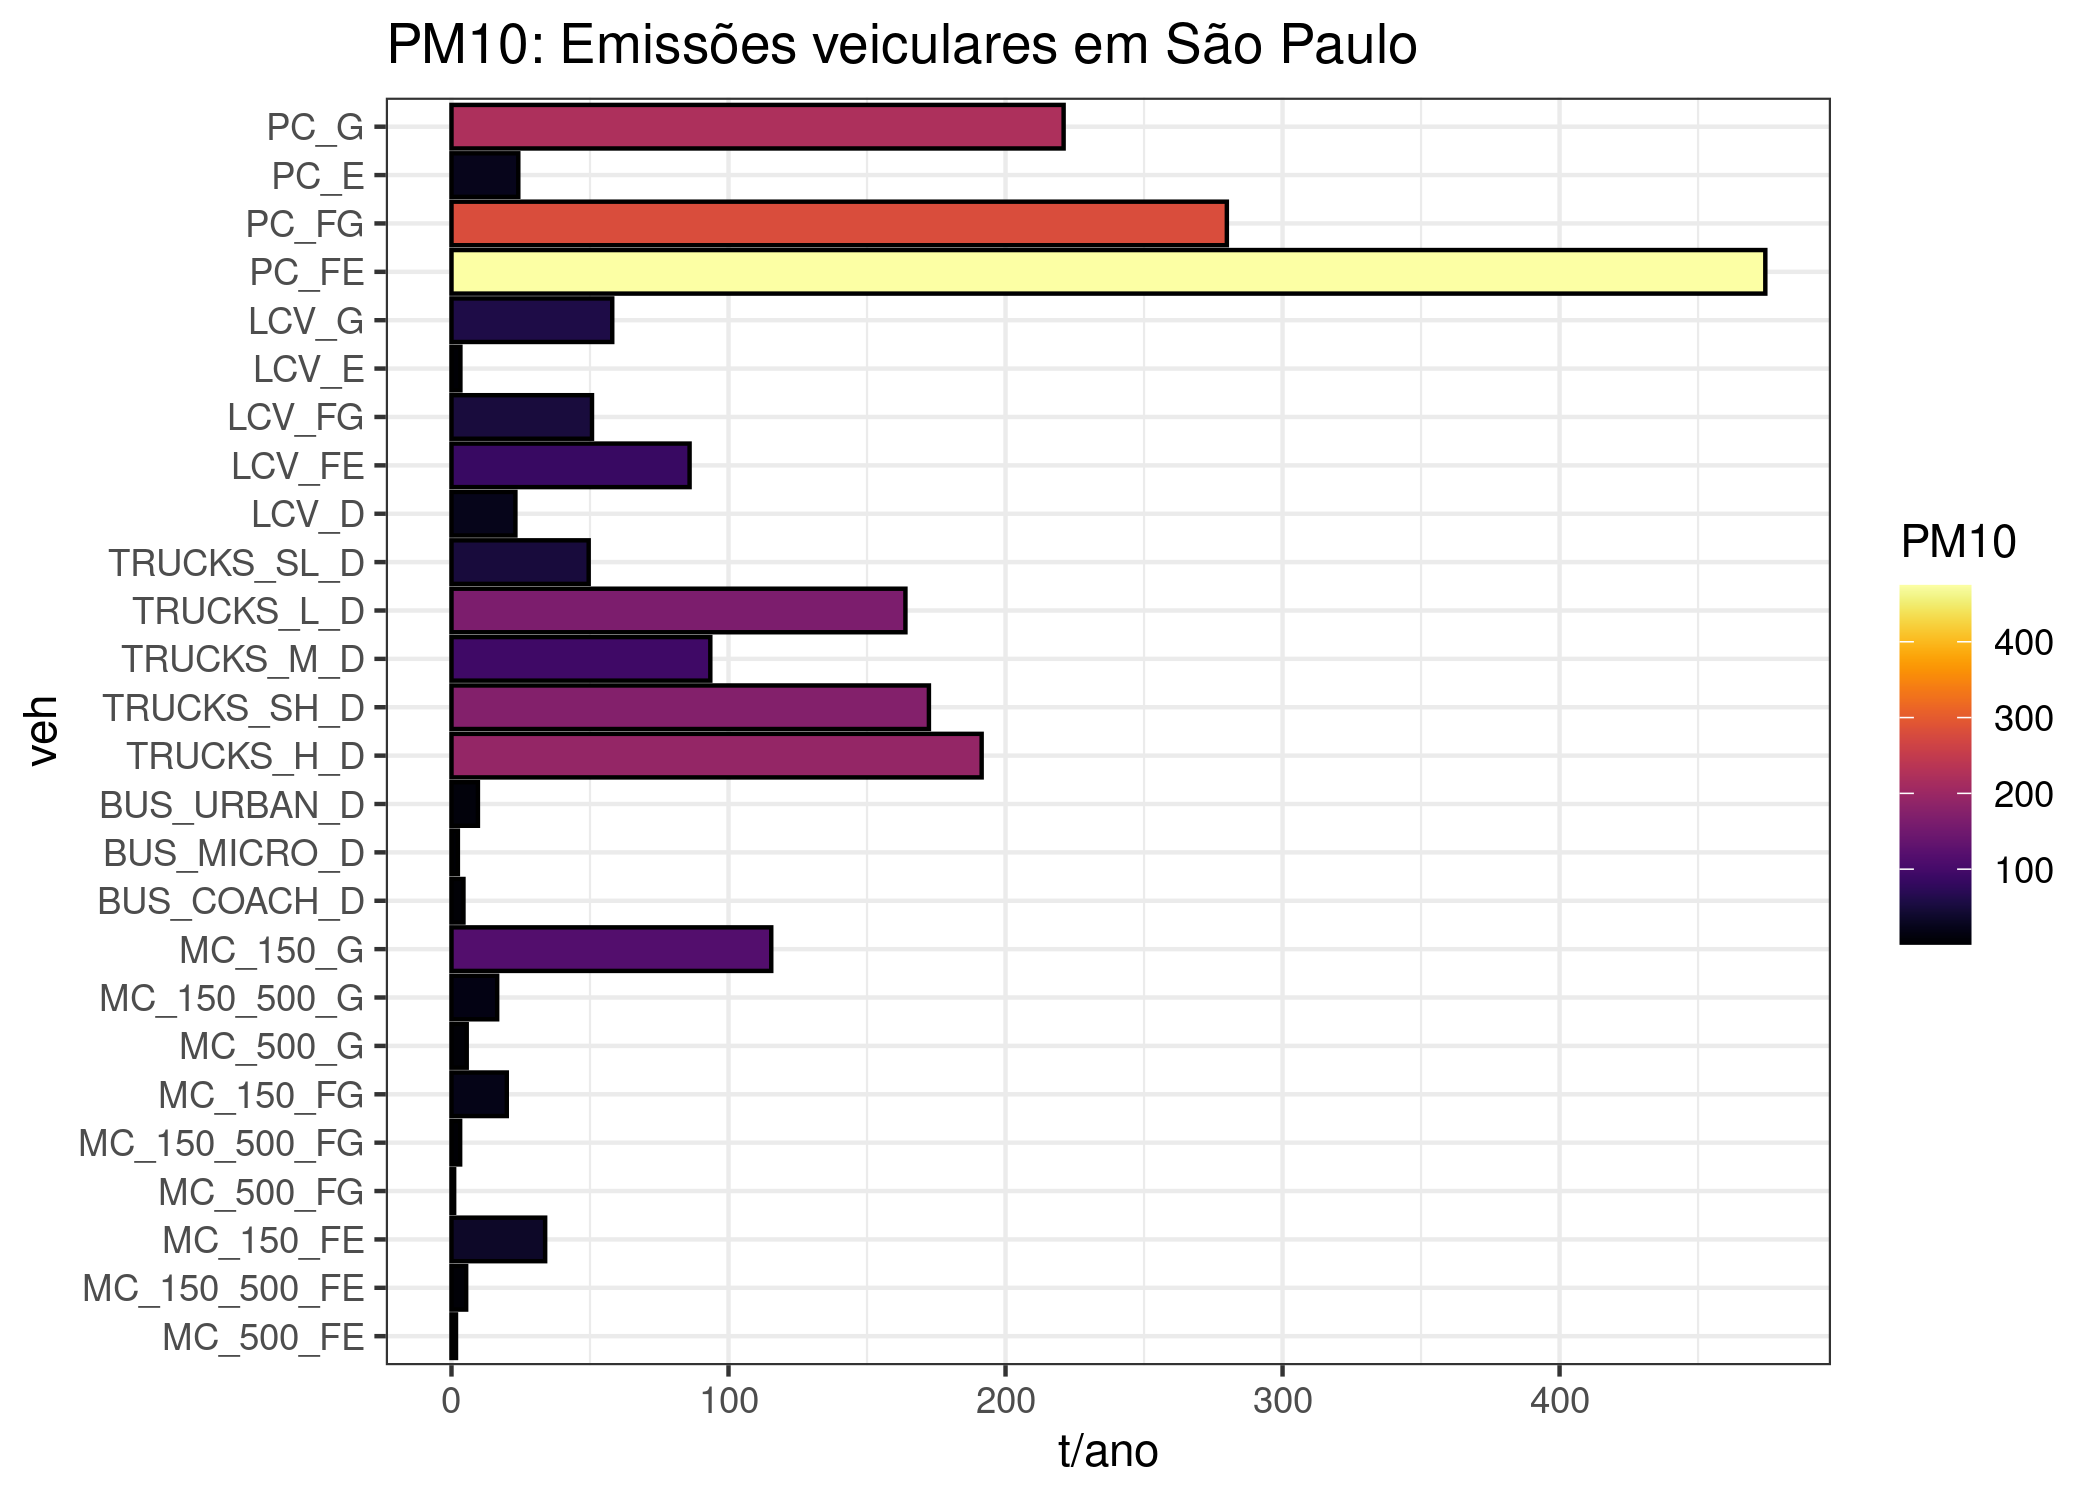 PM10: Emissões veiculares em São Paulo
veh
PC_G
PC_E
PC_FG
PC_FE
LCV_G
LCV_E
LCV_FG
LCV_FE
LCV_D
TRUCKS_SL_D
TRUCKS_L_D
TRUCKS_M_D
TRUCKS_SH_D
TRUCKS_H_D
BUS_URBAN_D
BUS_MICRO_D
BUS_COACH_D
MC_150_G
MC_150_500_G
MC_500_G
MC_150_FG
MC_150_500_FG
MC_500_FG
MC_150_FE
MC_150_500_FE
MC_500_FE
0 100 200 300 400
t/ano
PM10
400
300
200
100